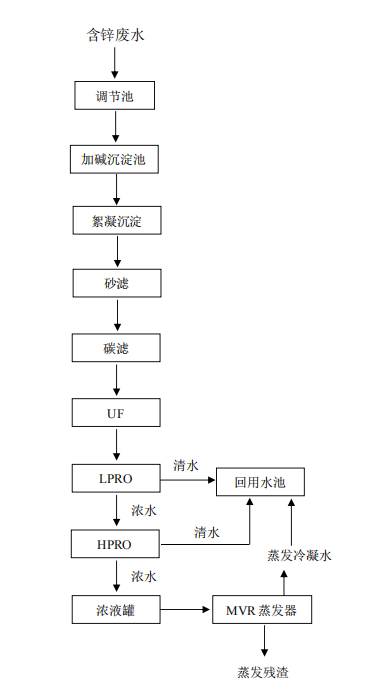 含锌废水
调节池
加碱沉淀池
絮凝沉淀
砂滤
碳滤
UF
LPRO
清水
回用水池
浓水
HPRO
清水
蒸发冷凝水
浓水
浓液罐
MVR 蒸发器
蒸发残渣